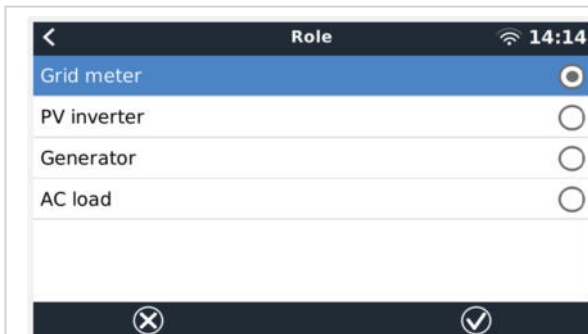 Role 14:14
Grid meter
PV inverter
Generator
AC load